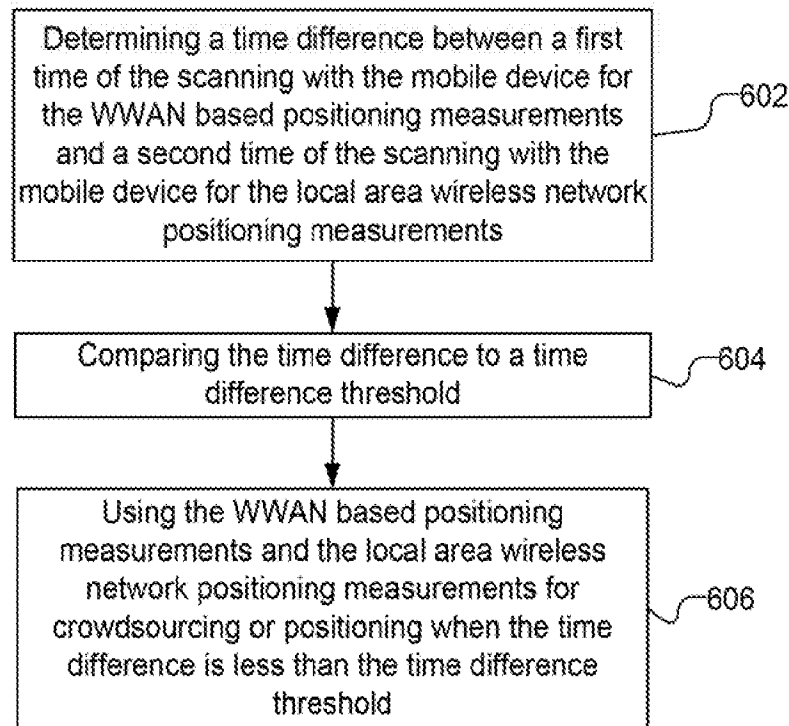 Determining a time difference between a first
time of the scanning with the mobile device for
the WWAN based positioning measurements
and a second time of the scanning with the
mobile device for the local area wireless network
positioning measurements
602
Comparing the time difference to a time
difference threshold
604
Using the WWAN based positioning
measurements and the local area wireless
network positioning measurements for
crowdsourcing or positioning when the time
difference is less than the time difference
threshold
606